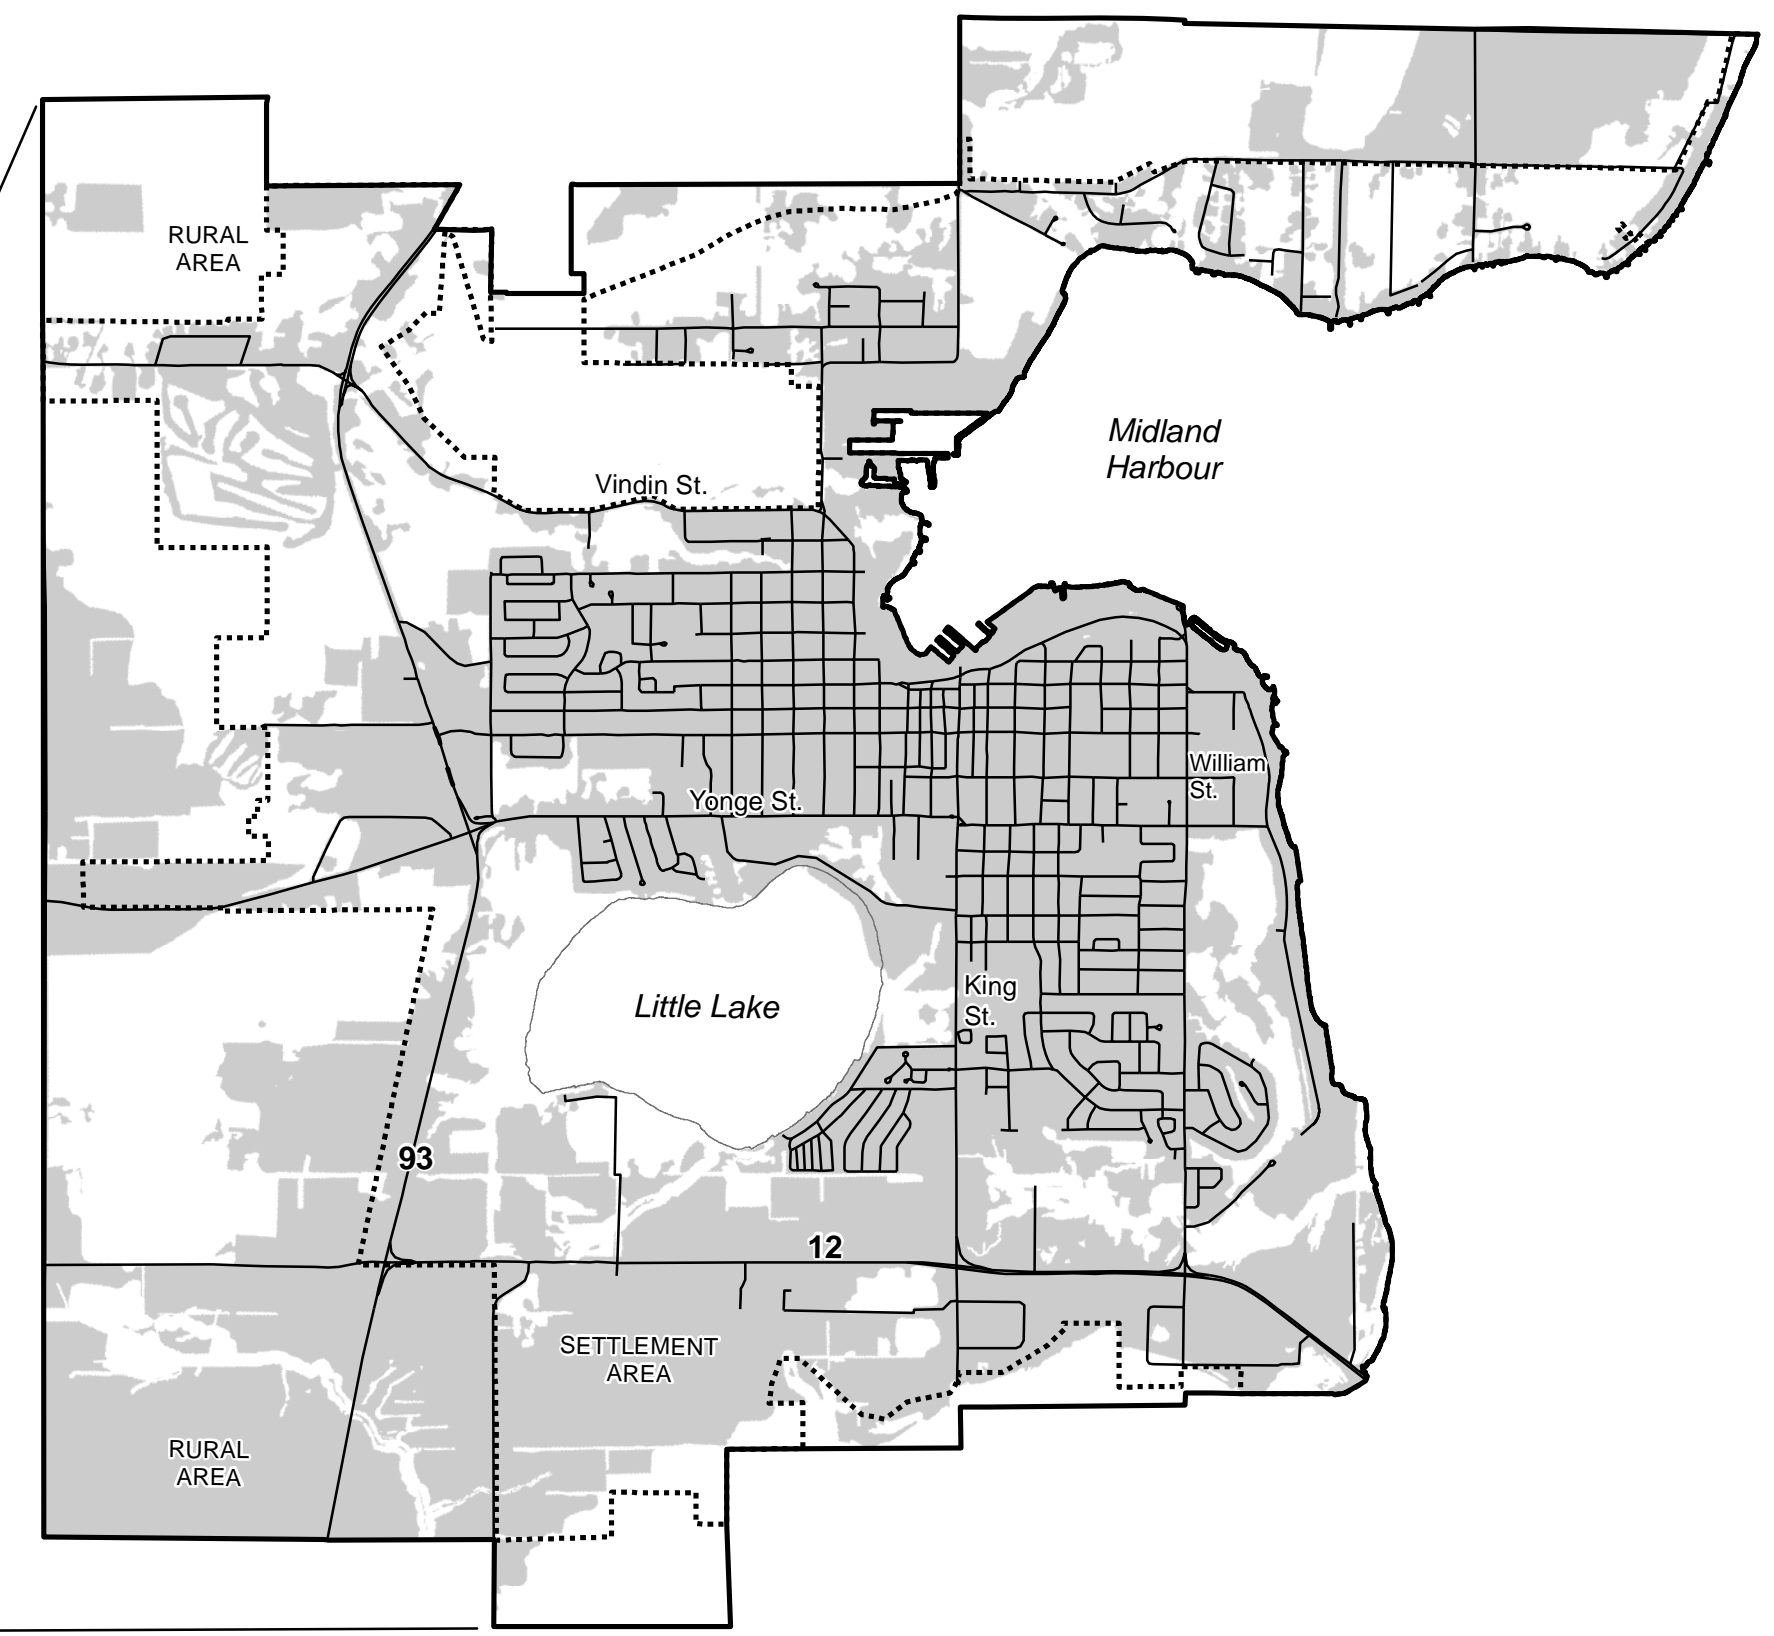 RURAL
AREA
Midland
Harbour
Vindin St.
William
St.
Yonge St.
King
St.
Little Lake
93
12
SETTLEMENT
AREA
RURAL
AREA